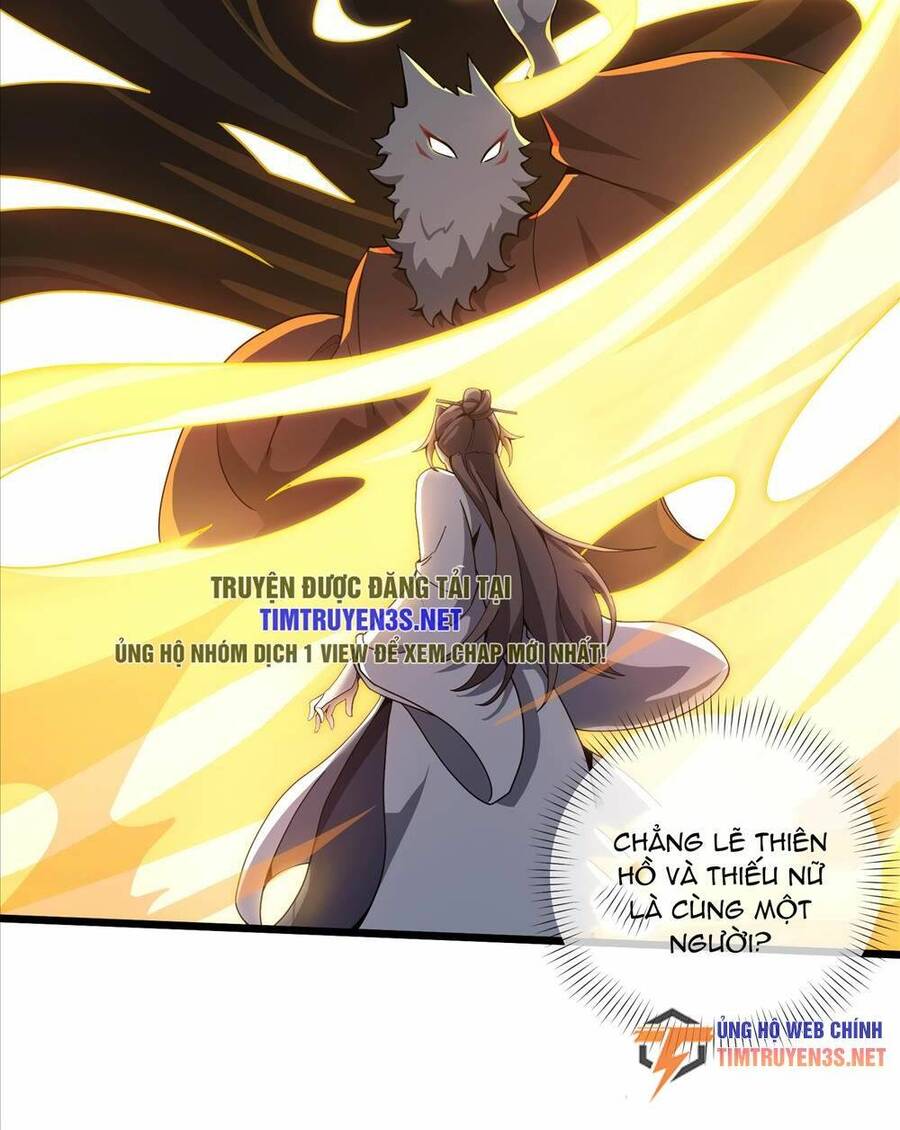 TRUYỆN ĐƯỢC ĐĂNG TẢI TẠI
TIMTRUYEN3S.NET
ỦNG HỘ NHÓM DỊCH 1 VIEW ĐỂ XEM CHAP MỚI NHẤT!
CHẲNG LẼ THIÊN
HỒ VÀ THIẾU NỮ
LÀ CÙNG MỘT
NGƯỜI?
ỦNG HỘ WEB CHÍNH
TIMTRUYEN3S.NET